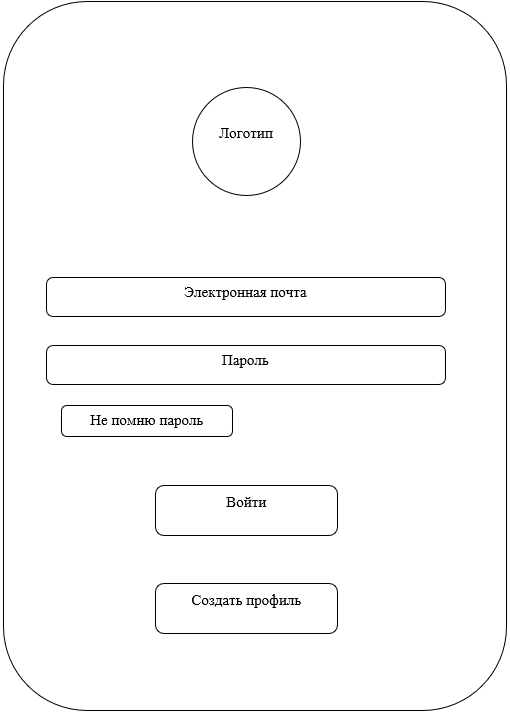 Логотип
Электронная почта
Пароль
Не помню пароль
Войти
Создать профиль